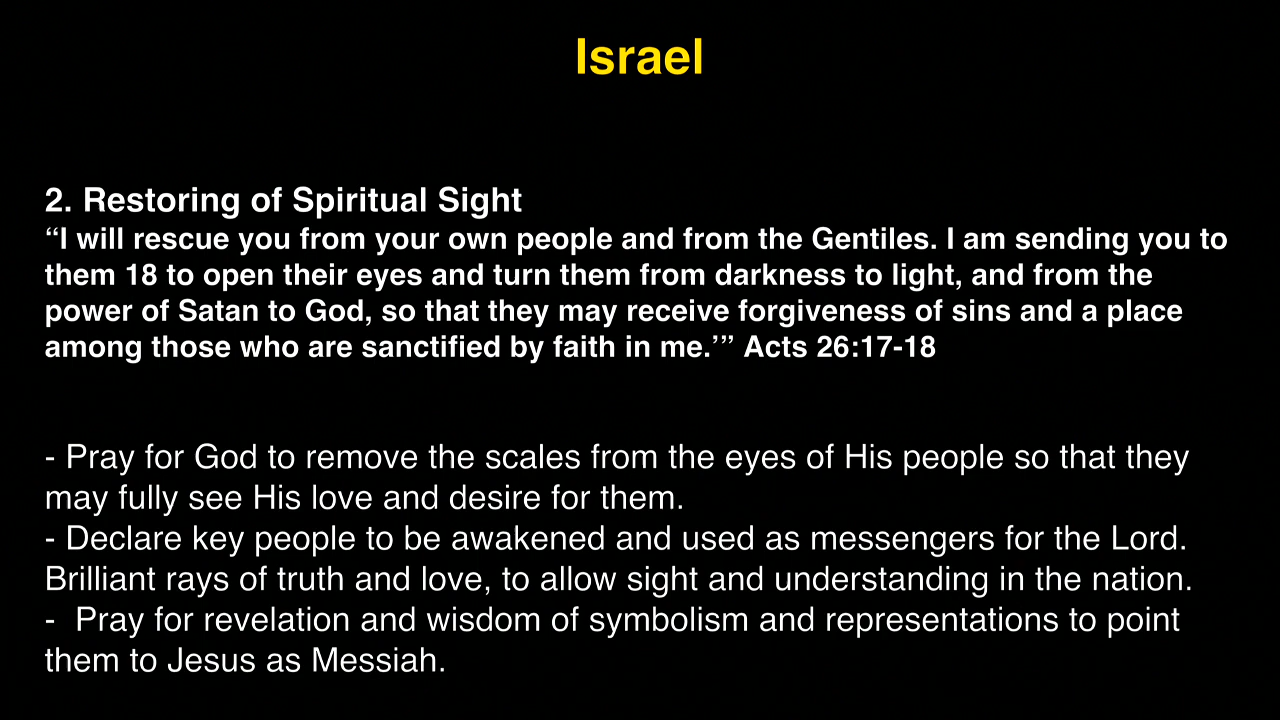 Israel
2. Restoring of Spiritual Sight
“I will rescue you from your own people and from the Gentiles. I am sending you to
them 18 to open their eyes and turn them from darkness to light, and from the
power of Satan to God, so that they may receive forgiveness of sins and a place
among those who are sanctified by faith in me.’” Acts 26:17-18
- Pray for God to remove the scales from the eyes of His people so that they
may fully see His love and desire for them.
- Declare key people to be awakened and used as messengers for the Lord.
Brilliant rays of truth and love, to allow sight and understanding in the nation.
-  Pray for revelation and wisdom of symbolism and representations to point
them to Jesus as Messiah.